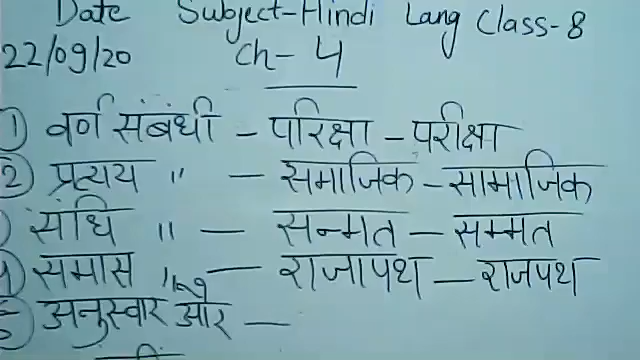 Date Subject-Hindi Lang Class-8
22/09/20 Ch-4
① वर्ण संबंधी - परिक्षा - परीक्षा
2) प्रत्यय " - समाजिक - सामाजिक
) संधि " - सन्मत - सम्मत
4) समास " - राजापथ - राजपथ
अनुस्वार और -